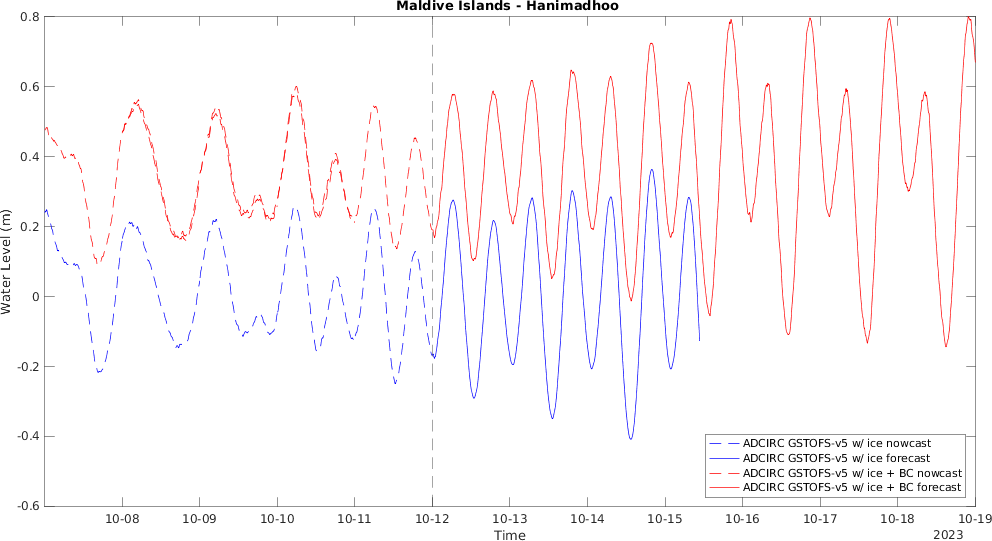 Maldive Islands - Hanimadhoo
Water Level (m)
0.8
0.6
0.4
0.2
0
-0.2
-0.4
-0.6
10-08 10-09 10-10 10-11 10-12 10-13 10-14 10-15 10-16 10-17 10-18 10-19
Time
2023
ADCIRC GSTOFS-v5 w/ ice nowcast
ADCIRC GSTOFS-v5 w/ ice forecast
ADCIRC GSTOFS-v5 w/ ice + BC nowcast
ADCIRC GSTOFS-v5 w/ ice + BC forecast